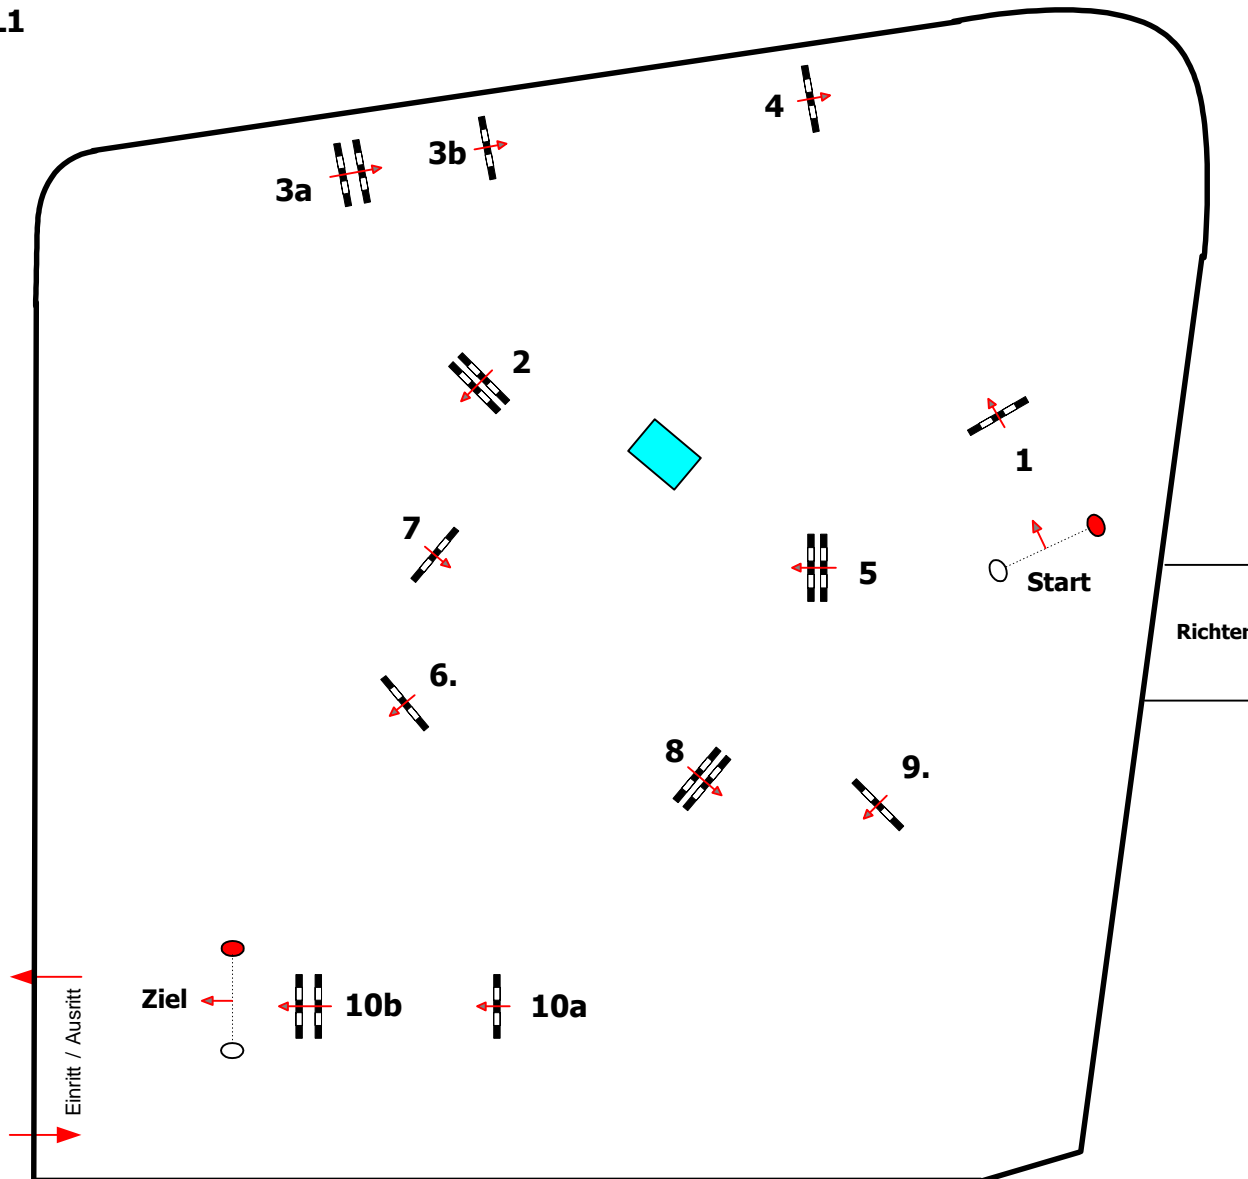 4
3b
3a
2
1
7
5
Start
Richter
6.
8
9.
Ziel
10b
10a
Einritt / Ausritt